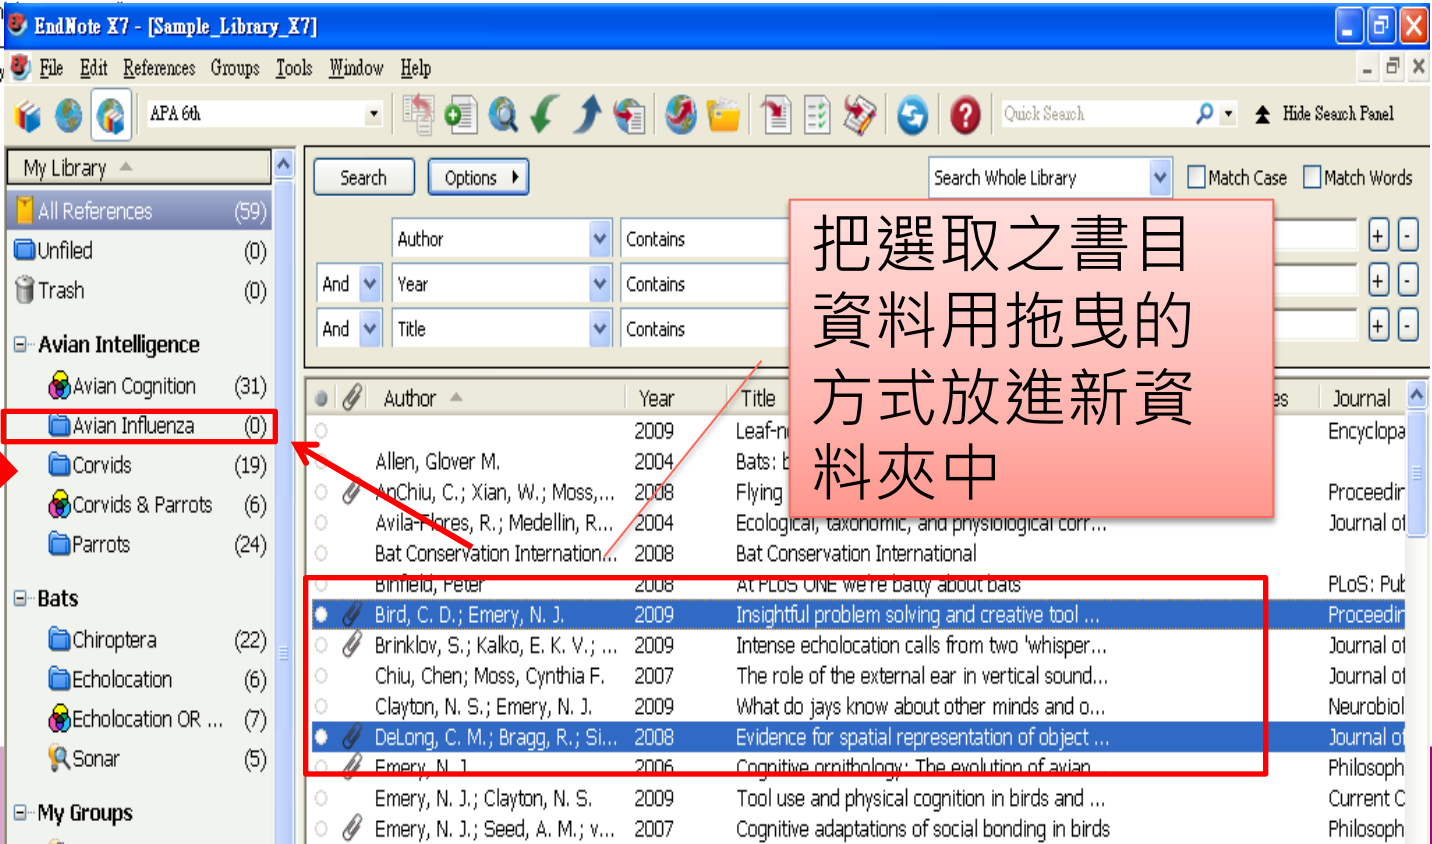 EndNote X7 - [Sample_Library_X7]
File Edit References Groups Tools Window Help
APA 6th
Quick Search
Hide Search Panel
My Library
All References (59)
Unfiled (0)
Trash (0)
Avian Intelligence
Avian Cognition (31)
Avian Influenza (0)
Corvids (19)
Corvids & Parrots (6)
Parrots (24)
Bats
Chiroptera (22)
Echolocation (6)
Echolocation OR ... (7)
Sonar (5)
My Groups
Search Options Search Whole Library Match Case Match Words
Author Contains + -
And Year Contains + -
And Title Contains + -
把選取之書目
資料用拖曳的
方式放進新資
料夾中
Author Year Title es Journal
2009 Leaf-n Encyclopa
Allen, Glover M. 2004 Bats: b
AnChiu, C.; Xian, W.; Moss,... 2008 Flying Proceedin
Avila-Flores, R.; Medellin, R... 2004 Ecological, taxonomic, and physiological corr... Journal of
Bat Conservation Internation... 2008 Bat Conservation International
Binfield, Peter 2008 At PLoS ONE we're batty about bats PLoS: Pub
Bird, C. D.; Emery, N. J. 2009 Insightful problem solving and creative tool ... Proceedin
Brinklov, S.; Kalko, E. K. V.; ... 2009 Intense echolocation calls from two 'whisper... Journal of
Chiu, Chen; Moss, Cynthia F. 2007 The role of the external ear in vertical sound... Journal of
Clayton, N. S.; Emery, N. J. 2009 What do jays know about other minds and o... Neurobiol
DeLong, C. M.; Bragg, R.; Si... 2008 Evidence for spatial representation of object ... Journal of
Emery, N. J. 2006 Cognitive ornithology: The evolution of avian Philosoph
Emery, N. J.; Clayton, N. S. 2009 Tool use and physical cognition in birds and ... Current C
Emery, N. J.; Seed, A. M.; v... 2007 Cognitive adaptations of social bonding in birds Philosoph